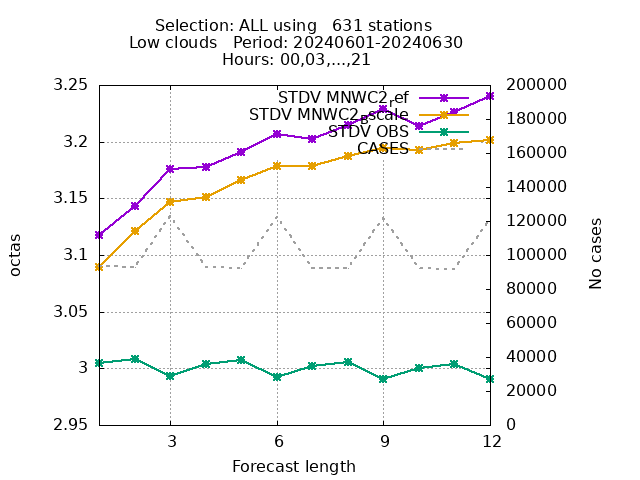 Selection: ALL using   631 stations
Low clouds   Period: 20240601-20240630
Hours: 00,03,...,21
3.25
3.2
3.15
3.1
3.05
3
2.95
octas
STDV MNWC2_ref
STDV MNWC2_sscale
STDV OBS
CASES
200000
180000
160000
140000
120000
100000
80000
60000
40000
20000
0
No cases
3
6
9
12
Forecast length